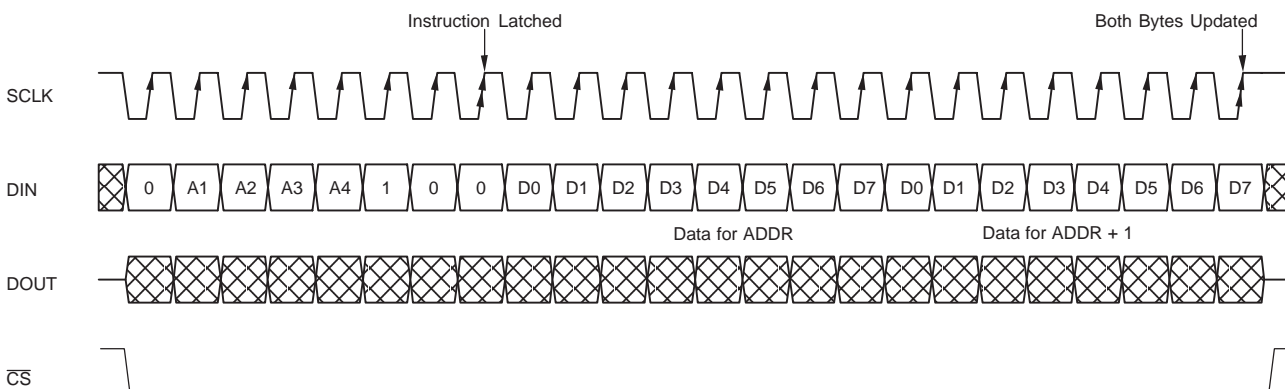 Instruction Latched Both Bytes Updated
SCLK
DIN 0 A1 A2 A3 A4 1 0 0 D0 D1 D2 D3 D4 D5 D6 D7 D0 D1 D2 D3 D4 D5 D6 D7
Data for ADDR Data for ADDR + 1
DOUT
CS